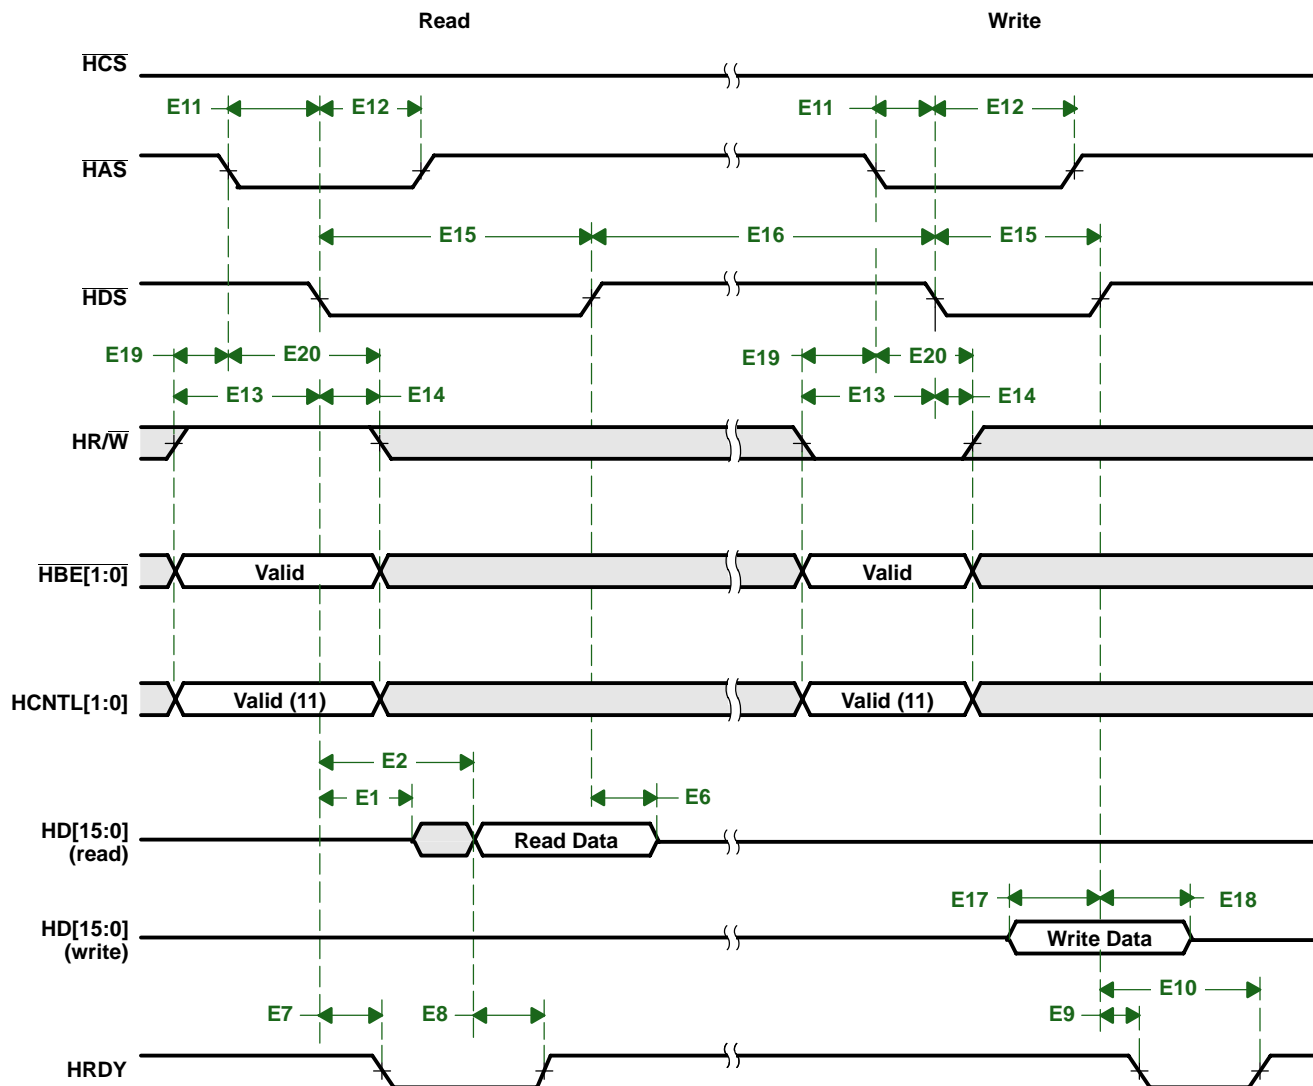 Read Write
HCS
E11 E12 E11 E12
HAS
E15 E16 E15
HDS
E19 E20 E19 E20
E13 E14 E13 E14
HR/W
HBE[1:0] Valid Valid
HCNTL[1:0] Valid (11) Valid (11)
E2
E1 E6
HD[15:0]
(read)
Read Data
E17 E18
HD[15:0]
(write)
Write Data
E10
E7 E8 E9
HRDY